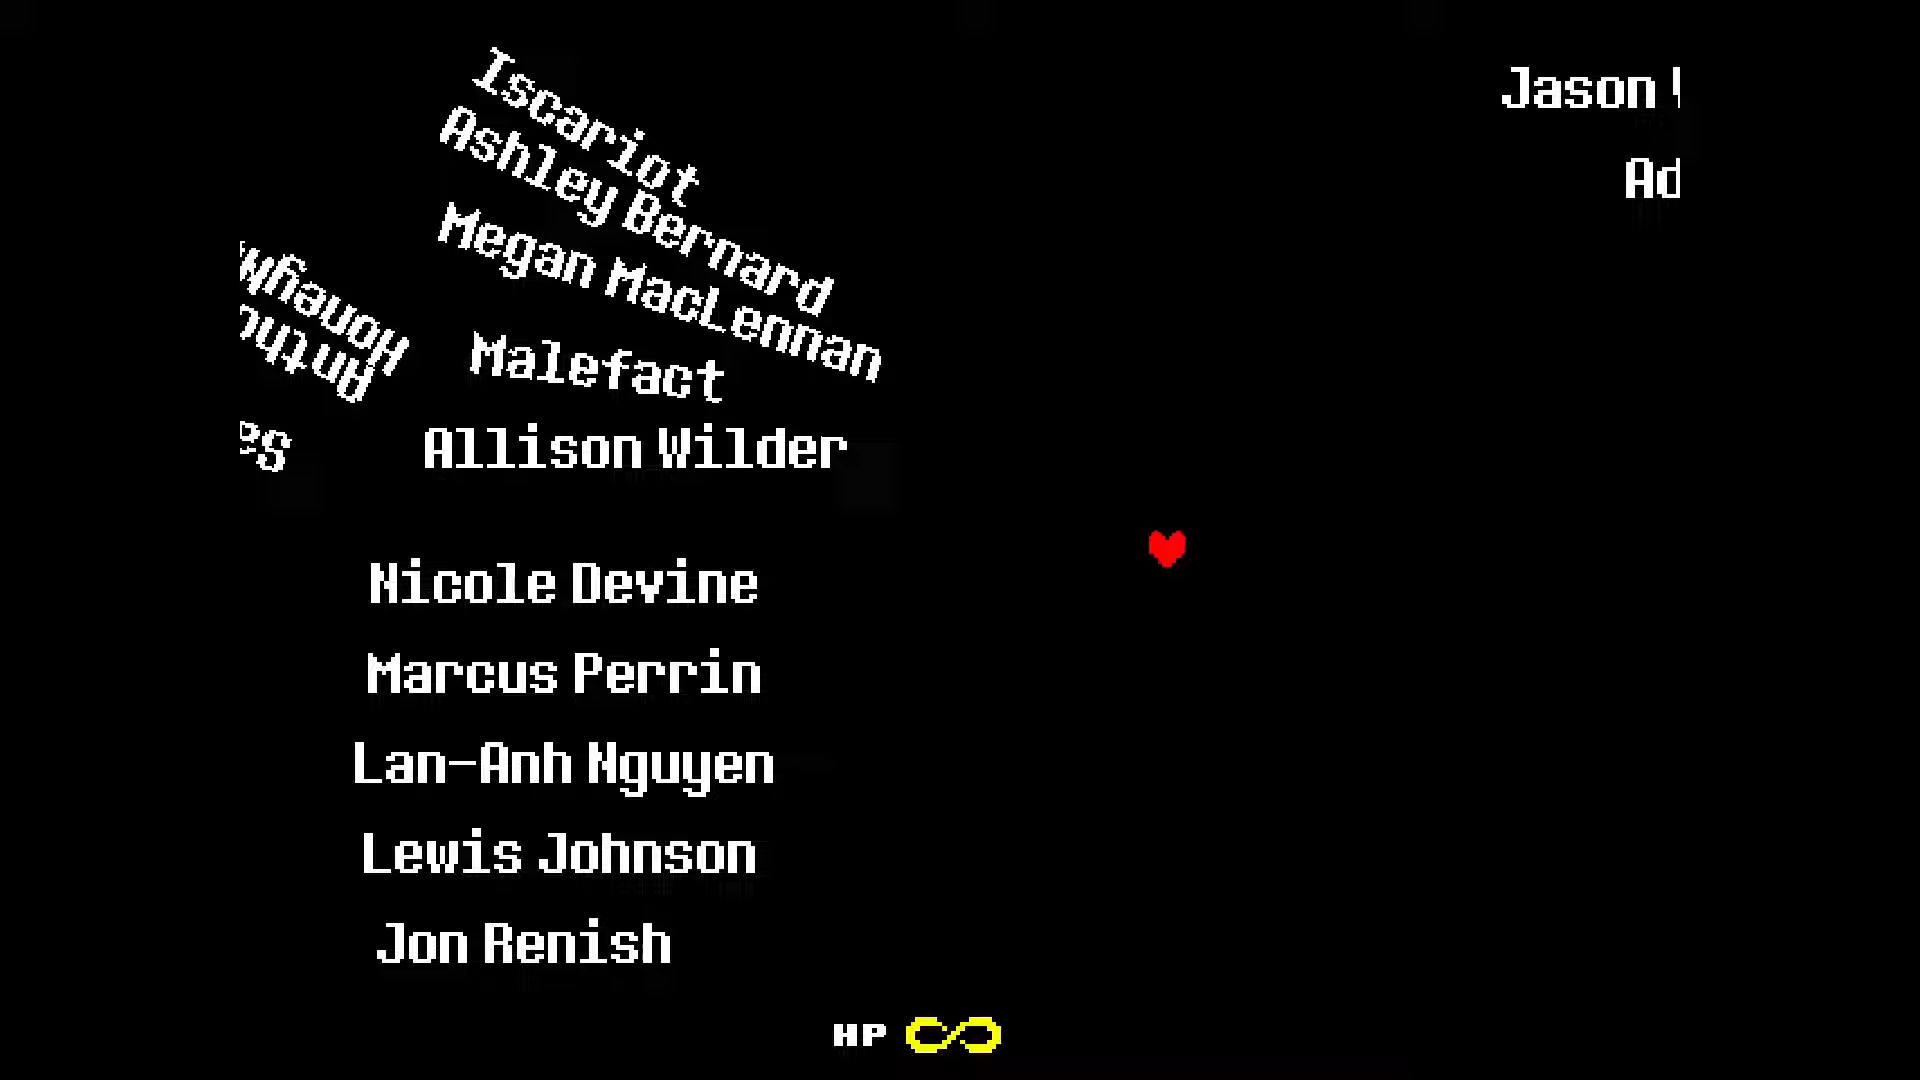 Iscariot
Ashley Bernard
Megan MacLennan
Malefact
Allison Wilder
Nicole Devine
Marcus Perrin
Lan-Anh Nguyen
Lewis Johnson
Jon Renish
Jason
Ad
HP ∞